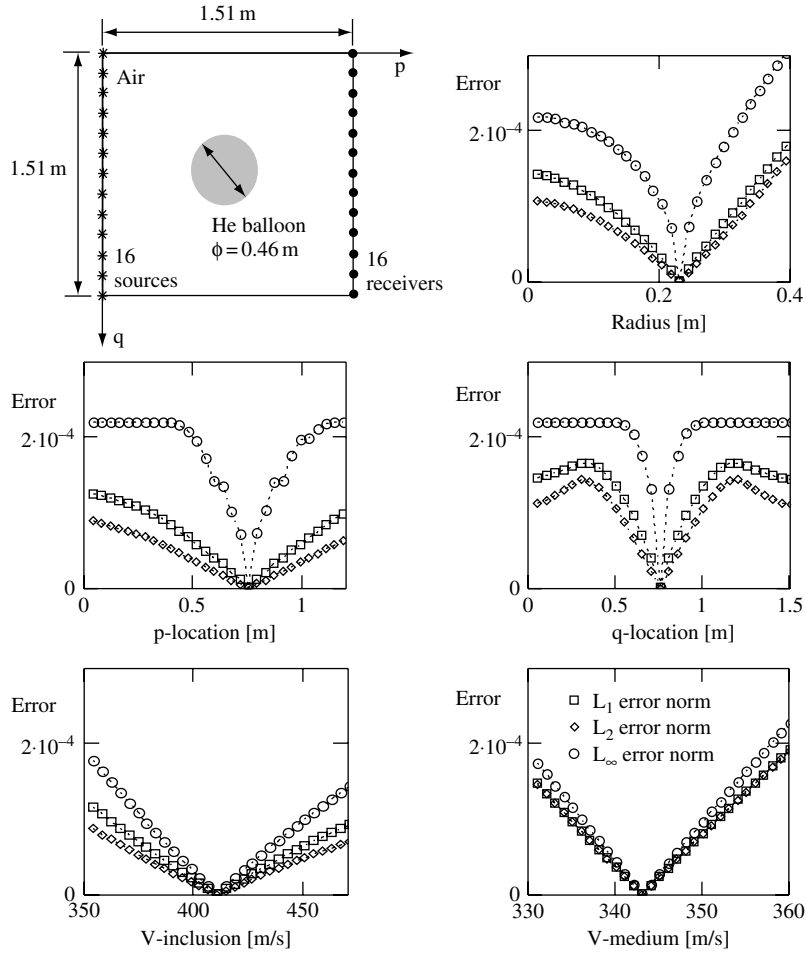 1.51 m
p
Air
1.51 m
He balloon
ϕ = 0.46 m
16
sources
16
receivers
q
Error
2·10⁻⁴
0
0
0.2
0.4
Radius [m]
Error
2·10⁻⁴
0
0
0.5
1
p-location [m]
Error
2·10⁻⁴
0
0
0.5
1
1.5
q-location [m]
Error
2·10⁻⁴
0
350
400
450
V-inclusion [m/s]
Error
2·10⁻⁴
0
L₁ error norm
L₂ error norm
L∞ error norm
330
340
350
360
V-medium [m/s]